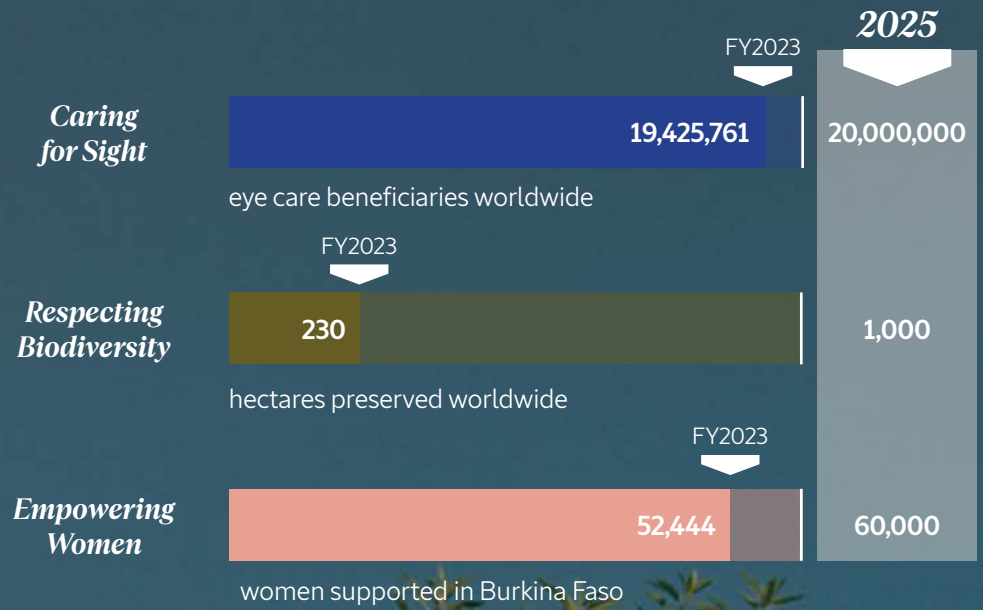 2025
FY2023
Caring
for Sight
19,425,761
20,000,000
eye care beneficiaries worldwide
FY2023
Respecting
Biodiversity
230
1,000
hectares preserved worldwide
FY2023
Empowering
Women
52,444
60,000
women supported in Burkina Faso